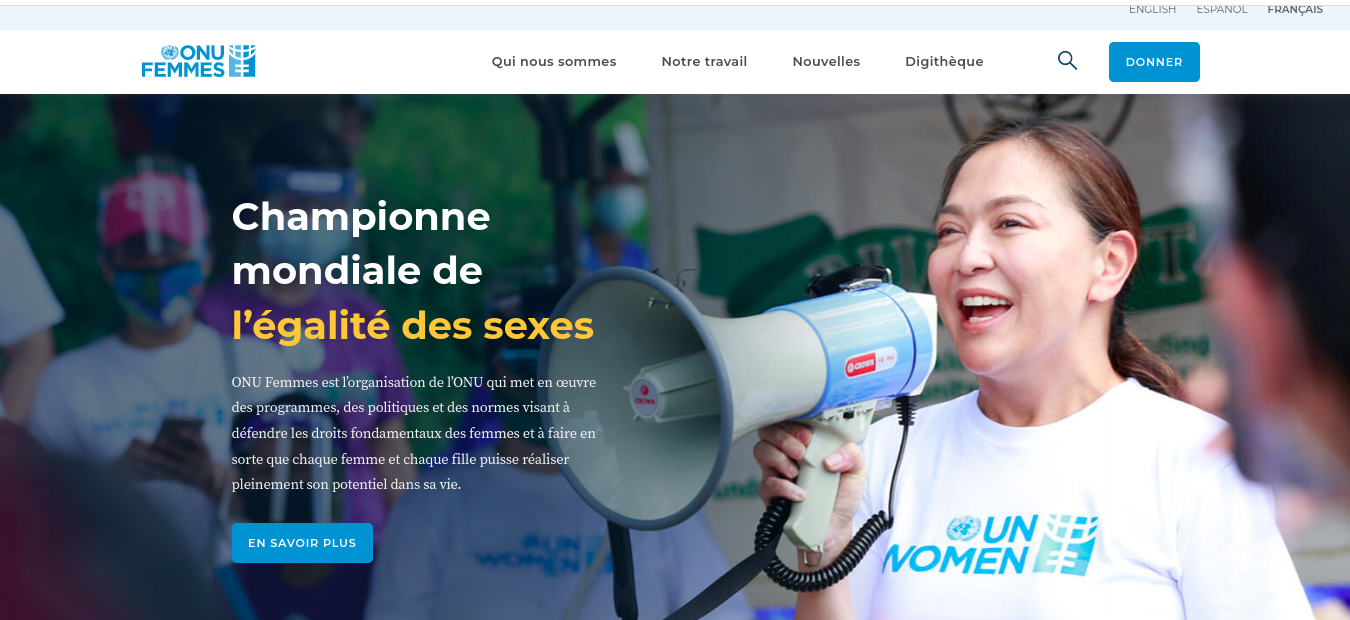 ENGLISH ESPAÑOL FRANÇAIS
ONU
FEMMES
Qui nous sommes Notre travail Nouvelles Digithèque DONNER
Championne
mondiale de
l’égalité des sexes
ONU Femmes est l’organisation de l’ONU qui met en œuvre
des programmes, des politiques et des normes visant à
défendre les droits fondamentaux des femmes et à faire en
sorte que chaque femme et chaque fille puisse réaliser
pleinement son potentiel dans sa vie.
EN SAVOIR PLUS
CROWN
CROWN
UN
WOMEN